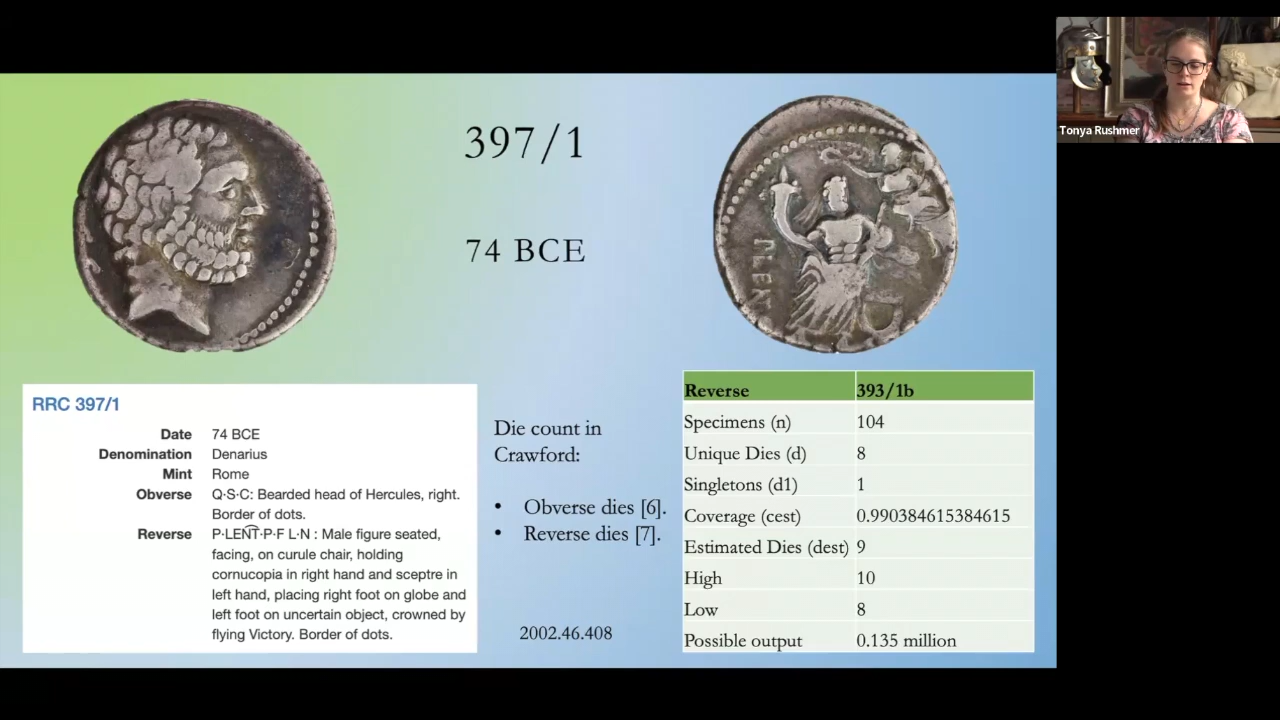 397/1
74 BCE
Tonya Rushmer
PLENT
RRC 397/1
Date 74 BCE
Denomination Denarius
Mint Rome
Obverse Q·S·C: Bearded head of Hercules, right.
Border of dots.
Reverse P·LENT·P·F L·N : Male figure seated,
facing, on curule chair, holding
cornucopia in right hand and sceptre in
left hand, placing right foot on globe and
left foot on uncertain object, crowned by
flying Victory. Border of dots.
Die count in
Crawford:
• Obverse dies [6].
• Reverse dies [7].
2002.46.408
Reverse 393/1b
Specimens (n) 104
Unique Dies (d) 8
Singletons (d1) 1
Coverage (cest) 0.990384615384615
Estimated Dies (dest) 9
High 10
Low 8
Possible output 0.135 million